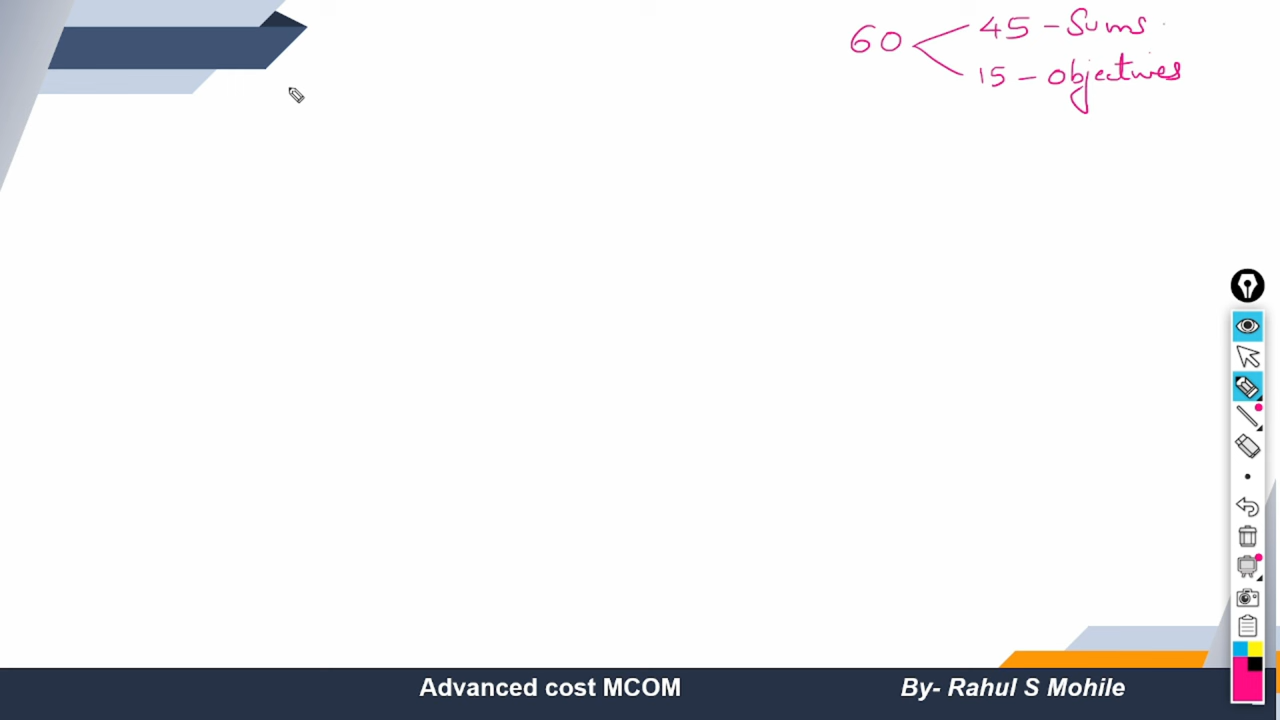 60
45 - Sums
15 - objectives
Advanced cost MCOM
By- Rahul S Mohile